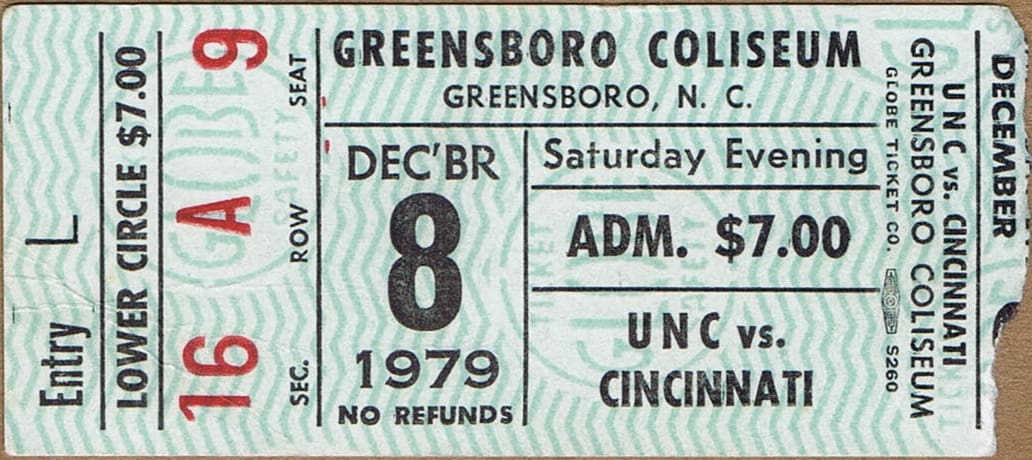 Entry L
LOWER CIRCLE $7.00
16 A 9
SEC. ROW SEAT
GREENSBORO COLISEUM
GREENSBORO, N. C.
DEC'BR
8
1979
NO REFUNDS
Saturday Evening
ADM. $7.00
UNC vs.
CINCINNATI
DECEMBER
UNC vs. CINCINNATI
GREENSBORO COLISEUM
GLOBE TICKET CO. S260